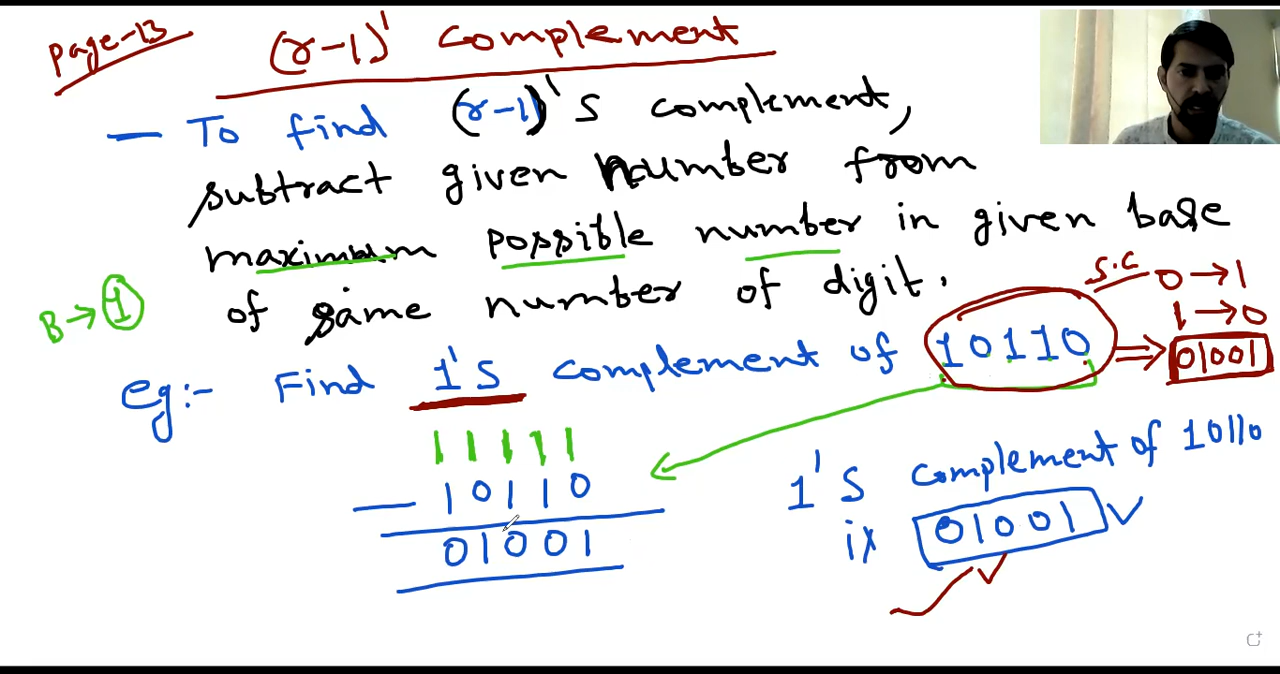 page-13
(r-1)' complement
— To find (r-1)'s complement,
subtract given number from
maximum possible number in given base
of same number of digit.
B → 1
S.C 0 → 1
1 → 0
eg:- Find 1's complement of 10110 ⇒ 01001
11111
— 10110
01001
1's complement of 10110
is 01001 ✓